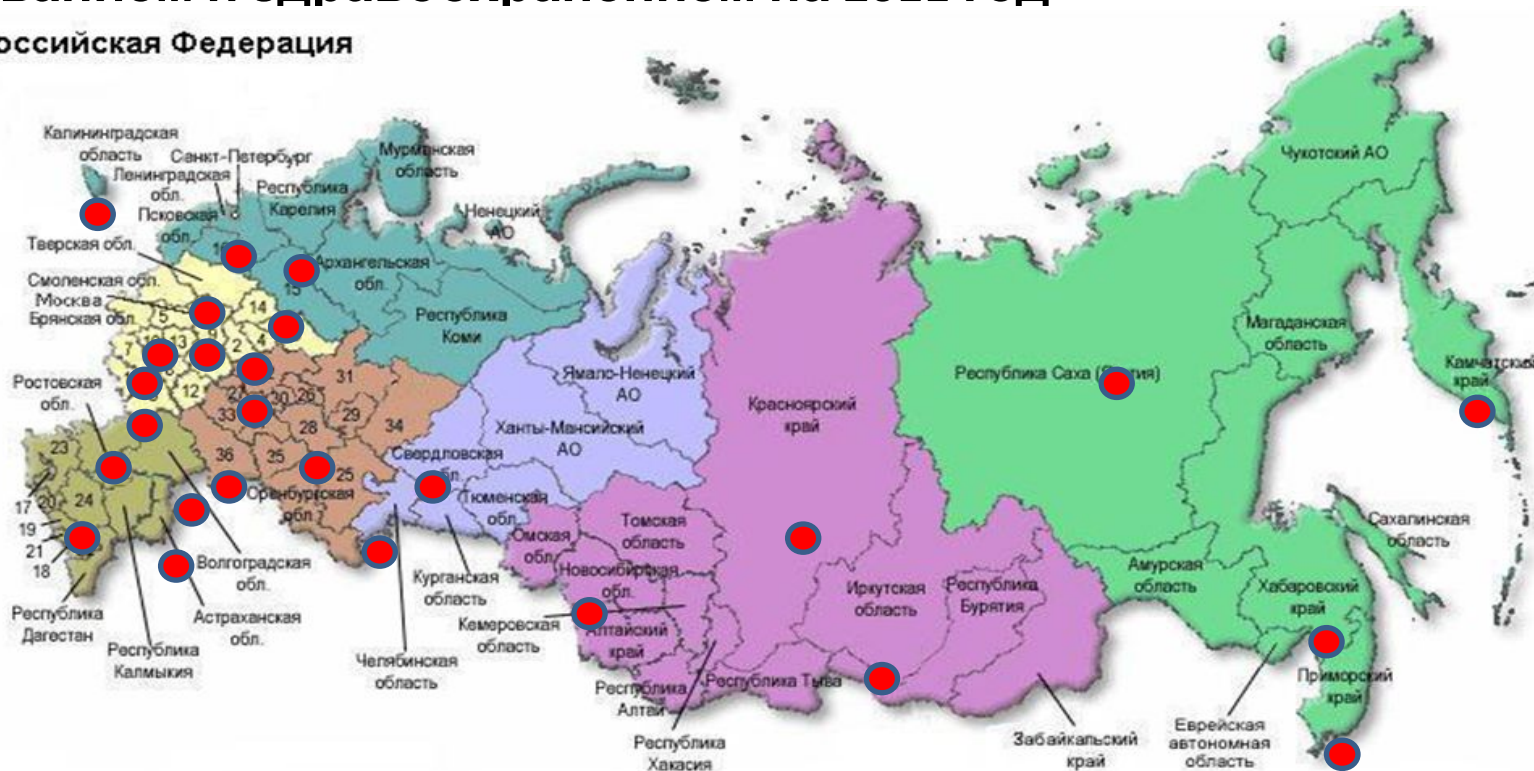 оссийская Федерация
Калининградская
область
Санкт-Петербург
Ленинградская
обл.
Псковская
обл.
Республика
Карелия
Мурманская
область
Ненецкий
АО
Архангельская
обл.
Республика
Коми
Тверская обл.
Смоленская обл.
Москва
Брянская обл.
Ростовская
обл.
5
14
13
2
4
7
12
15
31
30
26
29
28
33
34
36
35
25
23
24
17
20
19
21
18
Оренбургская
обл.
Волгоградская
обл.
Астраханская
обл.
Республика
Дагестан
Республика
Калмыкия
Свердловская
Ямало-Ненецкий
АО
Ханты-Мансийский
АО
Тюменская
обл.
Курганская
область
Челябинская
область
Омская
обл.
Томская
область
Новосибирская
обл.
Кемеровская
область
Алтайский
край
Республика
Алтай
Республика
Хакасия
Республика Тыва
Красноярский
край
Иркутская
область
Республика
Бурятия
Забайкальский
край
Республика Саха
Чукотский АО
Магаданская
область
Камчатский
край
Сахалинская
область
Амурская
область
Хабаровский
край
Приморский
край
Еврейская
автономная
область